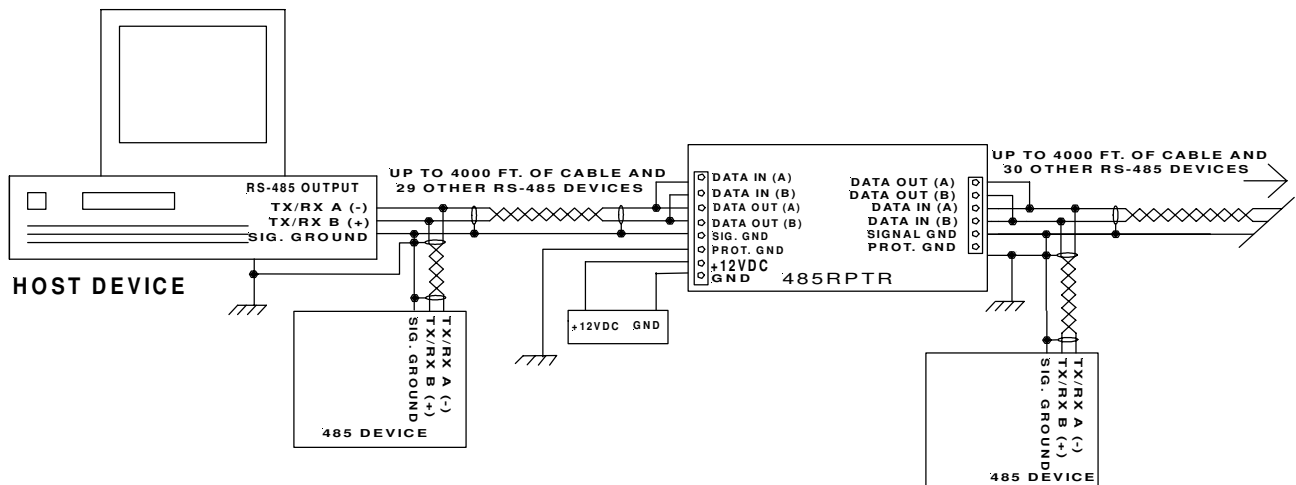 RS-485 OUTPUT
TX/RX A (-)
TX/RX B (+)
SIG. GROUND
HOST DEVICE
UP TO 4000 FT. OF CABLE AND
29 OTHER RS-485 DEVICES
SIG. GROUND
TX/RX B (+)
TX/RX A (-)
485 DEVICE
+12VDC GND
DATA IN (A)
DATA IN (B)
DATA OUT (A)
DATA OUT (B)
SIG. GND
PROT. GND
+12VDC
GND
485RPTR
DATA OUT (A)
DATA OUT (B)
DATA IN (A)
DATA IN (B)
SIGNAL GND
PROT. GND
UP TO 4000 FT. OF CABLE AND
30 OTHER RS-485 DEVICES
SIG. GROUND
TX/RX B (+)
TX/RX A (-)
485 DEVICE